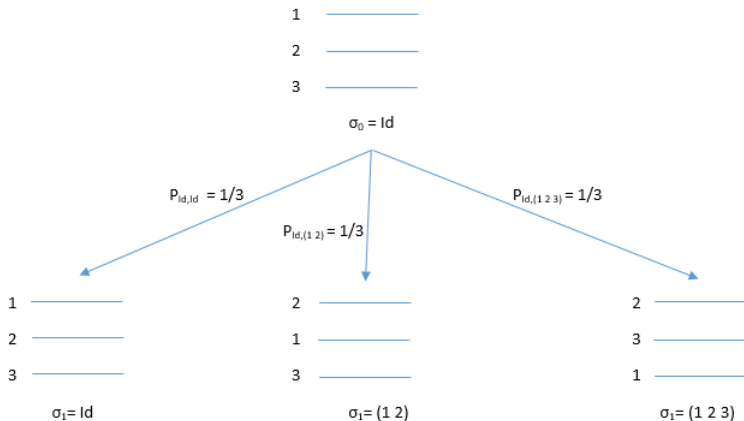 1
2
3
σ₀ = Id
P_Id,Id = 1/3
P_Id,(1 2) = 1/3
P_Id,(1 2 3) = 1/3
1
2
3
σ₁= Id
2
1
3
σ₁= (1 2)
2
3
1
σ₁= (1 2 3)